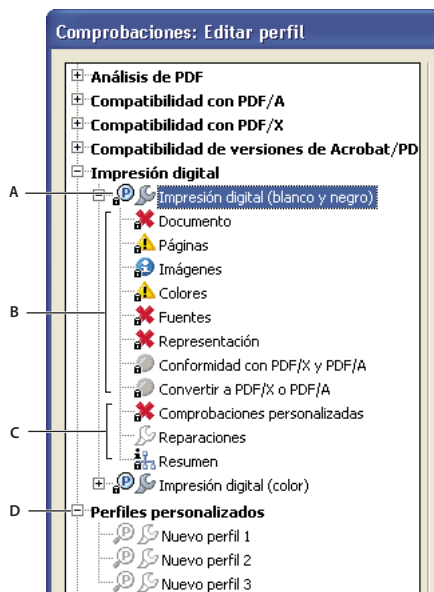 Comprobaciones: Editar perfil
Análisis de PDF
Compatibilidad con PDF/A
Compatibilidad con PDF/X
Compatibilidad de versiones de Acrobat/PD
Impresión digital
A
Impresión digital (blanco y negro)
Documento
Páginas
Imágenes
B
Colores
Fuentes
Representación
Conformidad con PDF/X y PDF/A
Convertir a PDF/X o PDF/A
Comprobaciones personalizadas
C
Reparaciones
Resumen
Impresión digital (color)
D
Perfiles personalizados
Nuevo perfil 1
Nuevo perfil 2
Nuevo perfil 3